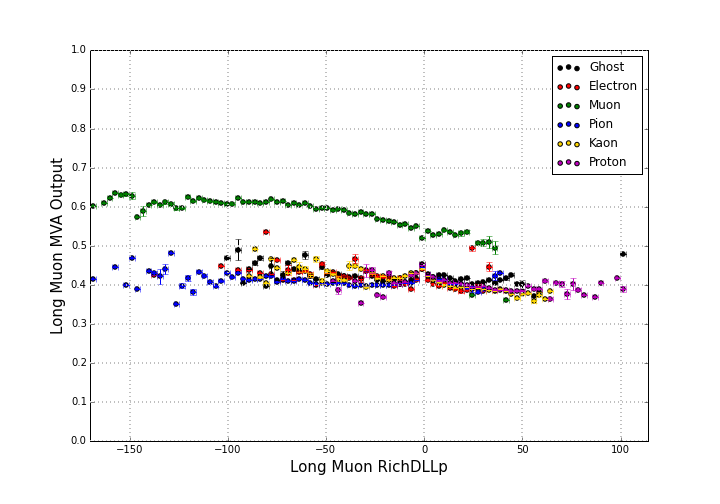 1.0
0.9
0.8
0.7
0.6
0.5
0.4
0.3
0.2
0.1
0.0
Long Muon MVA Output
Ghost
Electron
Muon
Pion
Kaon
Proton
−150
−100
−50
0
50
100
Long Muon RichDLLp